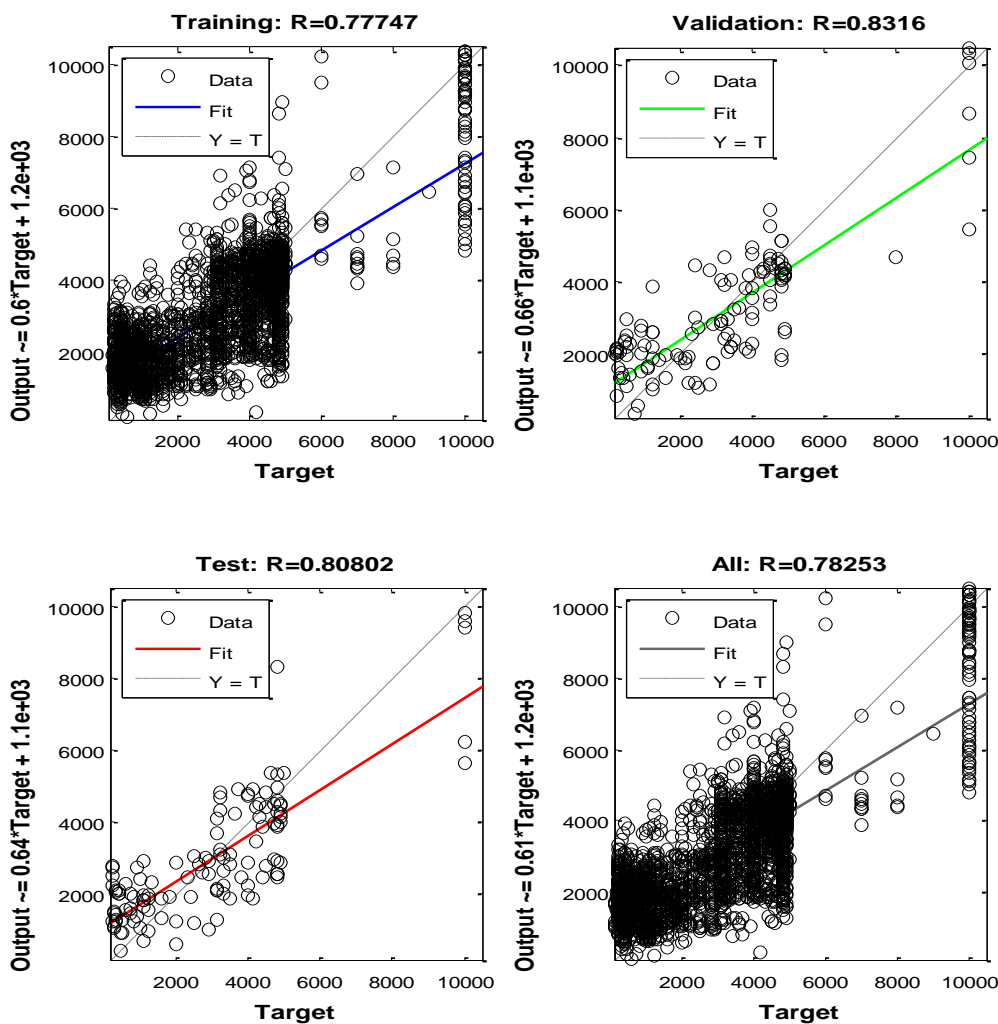 Training: R=0.77747
Output ~= 0.6*Target + 1.2e+03
10000
8000
6000
4000
2000
Data
Fit
Y = T
2000 4000 6000 8000 10000
Target
Validation: R=0.8316
Output ~= 0.66*Target + 1.1e+03
10000
8000
6000
4000
2000
Data
Fit
Y = T
2000 4000 6000 8000 10000
Target
Test: R=0.80802
Output ~= 0.64*Target + 1.1e+03
10000
8000
6000
4000
2000
Data
Fit
Y = T
2000 4000 6000 8000 10000
Target
All: R=0.78253
Output ~= 0.61*Target + 1.2e+03
10000
8000
6000
4000
2000
Data
Fit
Y = T
2000 4000 6000 8000 10000
Target